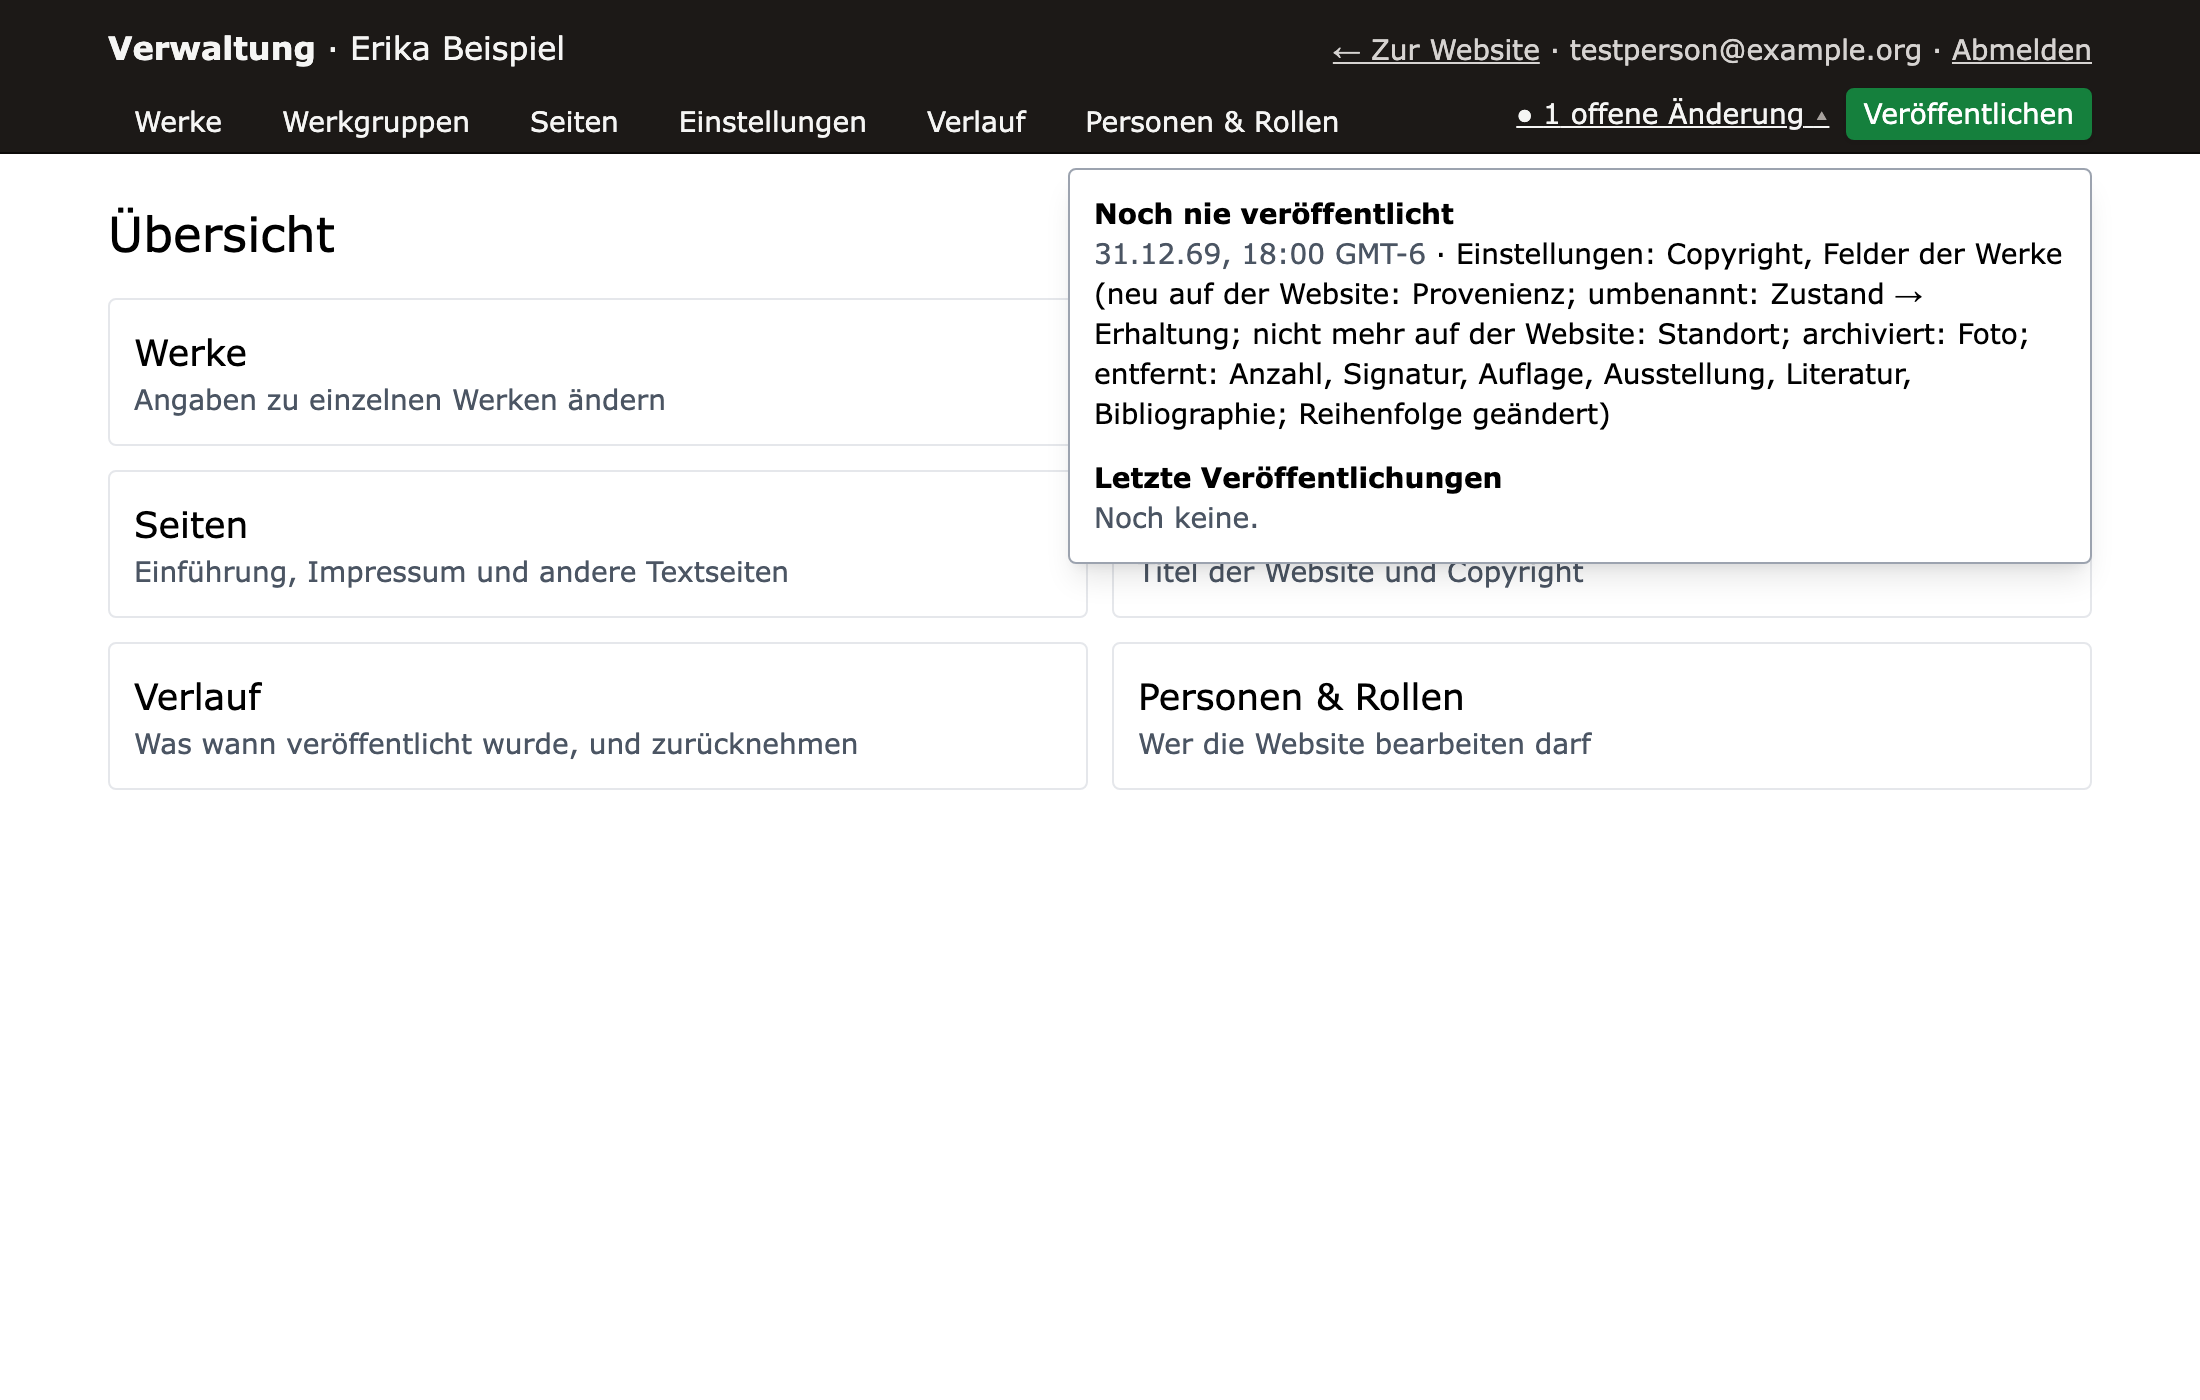 Verwaltung · Erika Beispiel
← Zur Website · testperson@example.org · Abmelden
Werke Werkgruppen Seiten Einstellungen Verlauf Personen & Rollen
● 1 offene Änderung ▲ Veröffentlichen
Übersicht
Noch nie veröffentlicht
31.12.69, 18:00 GMT-6 · Einstellungen: Copyright, Felder der Werke
(neu auf der Website: Provenienz; umbenannt: Zustand →
Erhaltung; nicht mehr auf der Website: Standort; archiviert: Foto;
entfernt: Anzahl, Signatur, Auflage, Ausstellung, Literatur,
Bibliographie; Reihenfolge geändert)
Letzte Veröffentlichungen
Noch keine.
Werke
Angaben zu einzelnen Werken ändern
Seiten
Einführung, Impressum und andere Textseiten
Titel der Website und Copyright
Verlauf
Was wann veröffentlicht wurde, und zurücknehmen
Personen & Rollen
Wer die Website bearbeiten darf